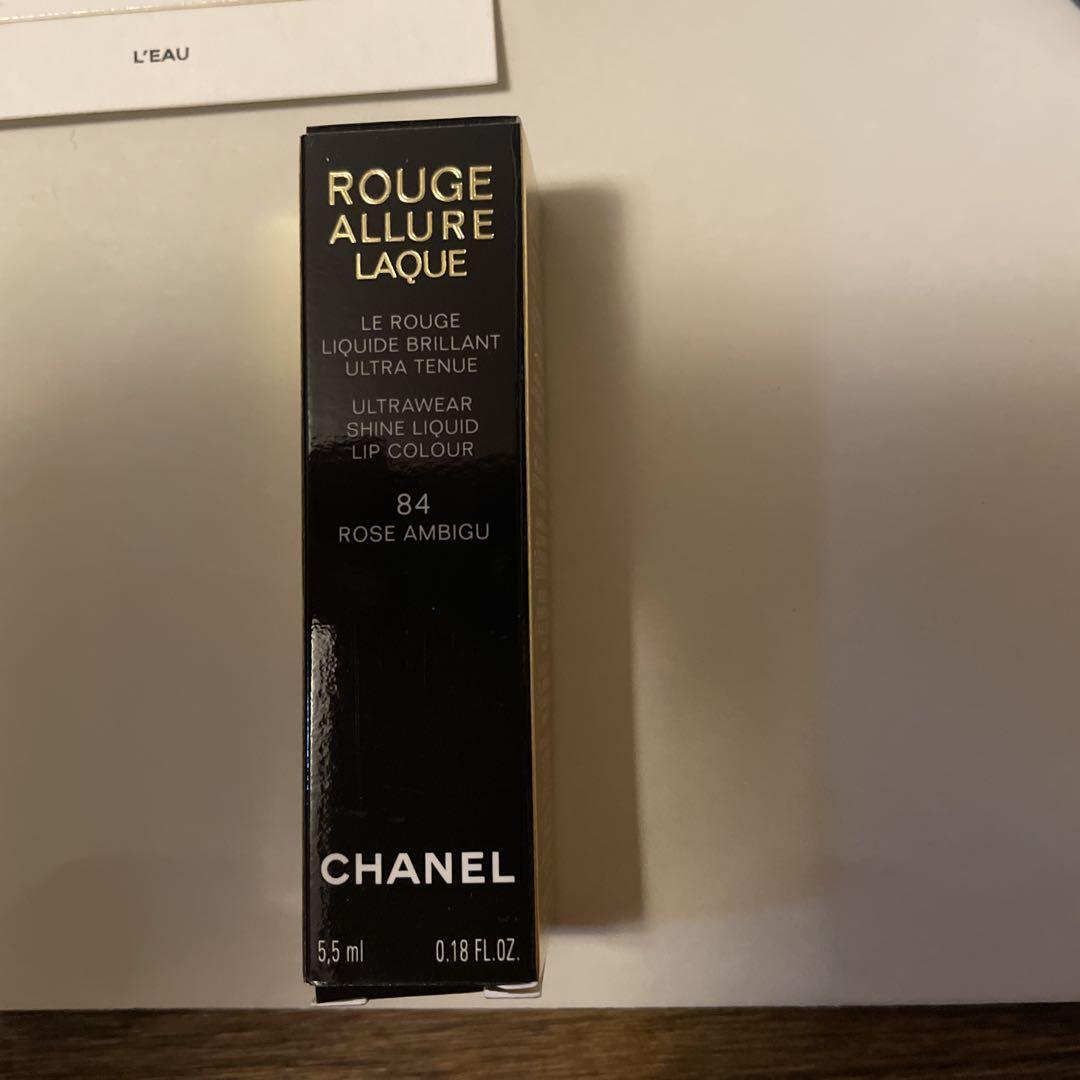 L'EAU
ROUGE
ALLURE
LAQUE
LE ROUGE
LIQUIDE BRILLANT
ULTRA TENUE
ULTRAWEAR
SHINE LIQUID
LIP COLOUR
84
ROSE AMBIGU
CHANEL
5,5 ml 0.18 FL.OZ.